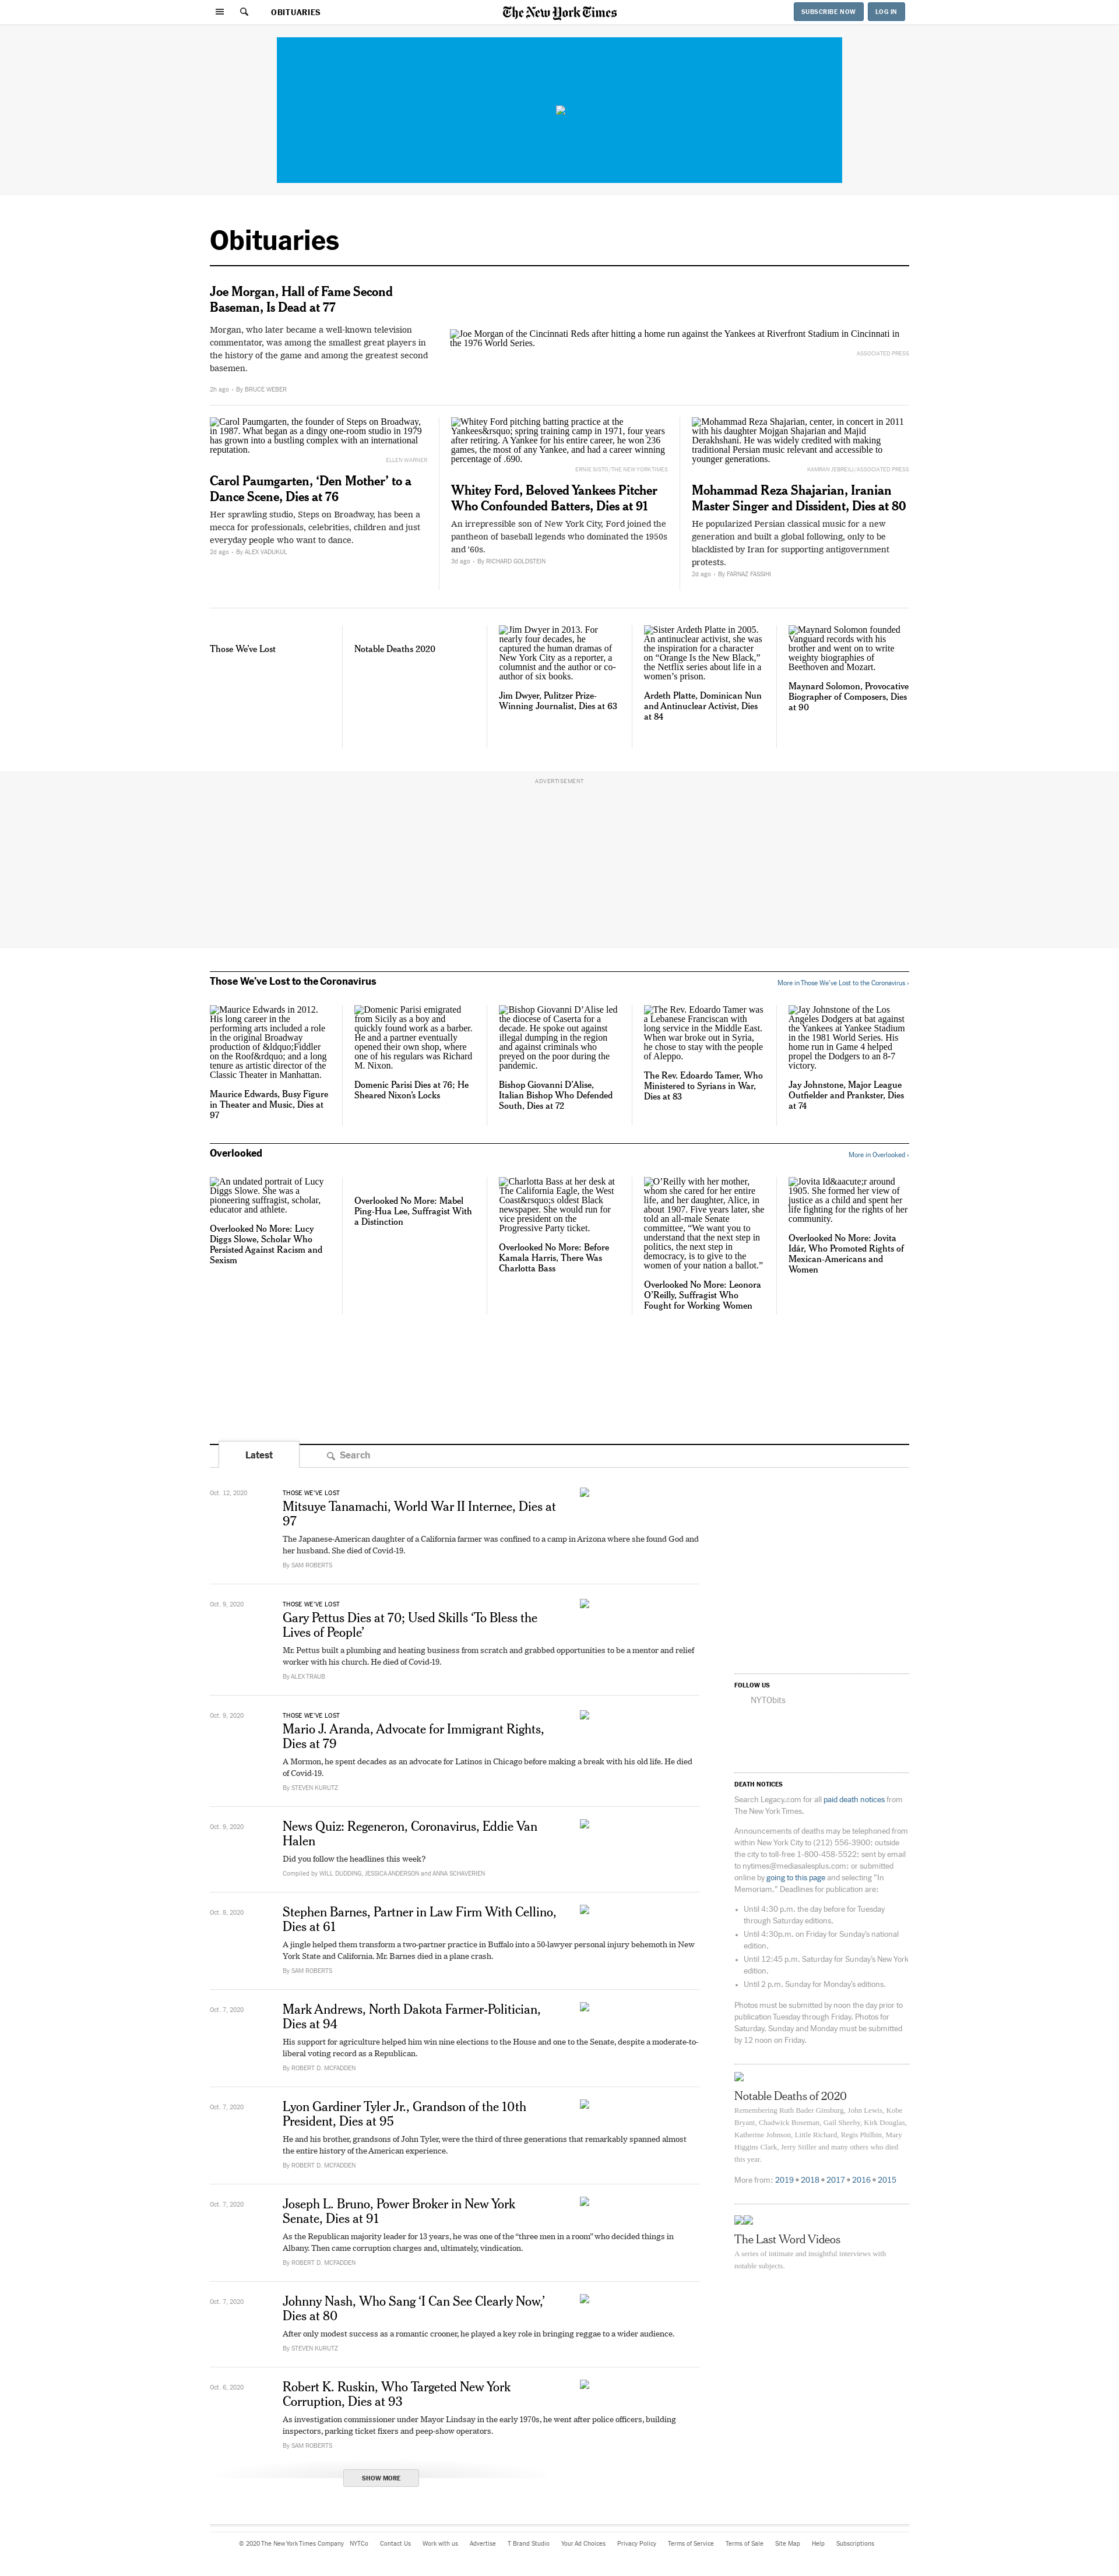 OBITUARIES
The New York Times
SUBSCRIBE NOW
LOG IN
Obituaries
Joe Morgan, Hall of Fame Second
Baseman, Is Dead at 77
Morgan, who later became a well-known television
commentator, was among the smallest great players in
the history of the game and among the greatest second
basemen.
2h ago • By BRUCE WEBER
Joe Morgan of the Cincinnati Reds after hitting a home run against the Yankees at Riverfront Stadium in Cincinnati in
the 1976 World Series.
ASSOCIATED PRESS
Carol Paumgarten, the founder of Steps on Broadway,
in 1987. What began as a dingy one-room studio in 1979
has grown into a bustling complex with an international
reputation.
ELLEN WARNER
Carol Paumgarten, ‘Den Mother’ to a
Dance Scene, Dies at 76
Her sprawling studio, Steps on Broadway, has been a
mecca for professionals, celebrities, children and just
everyday people who want to dance.
2d ago • By ALEX VADUKUL
Whitey Ford pitching batting practice at the
Yankees&rsquo; spring training camp in 1971, four years
after retiring. A Yankee for his entire career, he won 236
games, the most of any Yankee, and had a career winning
percentage of .690.
ERNIE SISTO/THE NEW YORK TIMES
Whitey Ford, Beloved Yankees Pitcher
Who Confounded Batters, Dies at 91
An irrepressible son of New York City, Ford joined the
pantheon of baseball legends who dominated the 1950s
and ’60s.
3d ago • By RICHARD GOLDSTEIN
Mohammad Reza Shajarian, center, in concert in 2011
with his daughter Mojgan Shajarian and Majid
Derakhshani. He was widely credited with making
traditional Persian music relevant and accessible to
younger generations.
KAMRAN JEBREILI/ASSOCIATED PRESS
Mohammad Reza Shajarian, Iranian
Master Singer and Dissident, Dies at 80
He popularized Persian classical music for a new
generation and built a global following, only to be
blacklisted by Iran for supporting antigovernment
protests.
2d ago • By FARNAZ FASSIHI
Those We’ve Lost
Notable Deaths 2020
Jim Dwyer in 2013. For
nearly four decades, he
captured the human dramas of
New York City as a reporter, a
columnist and the author or co-
author of six books.
Jim Dwyer, Pulitzer Prize-
Winning Journalist, Dies at 63
Sister Ardeth Platte in 2005.
An antinuclear activist, she was
the inspiration for a character
on “Orange Is the New Black,”
the Netflix series about life in a
women’s prison.
Ardeth Platte, Dominican Nun
and Antinuclear Activist, Dies
at 84
Maynard Solomon founded
Vanguard records with his
brother and went on to write
weighty biographies of
Beethoven and Mozart.
Maynard Solomon, Provocative
Biographer of Composers, Dies
at 90
ADVERTISEMENT
Those We’ve Lost to the Coronavirus
More in Those We’ve Lost to the Coronavirus ›
Maurice Edwards in 2012.
His long career in the
performing arts included a role
in the original Broadway
production of &ldquo;Fiddler
on the Roof&rdquo; and a long
tenure as artistic director of the
Classic Theater in Manhattan.
Maurice Edwards, Busy Figure
in Theater and Music, Dies at
97
Domenic Parisi emigrated
from Sicily as a boy and
quickly found work as a barber.
He and a partner eventually
opened their own shop, where
one of his regulars was Richard
M. Nixon.
Domenic Parisi Dies at 76; He
Sheared Nixon’s Locks
Bishop Giovanni D’Alise led
the diocese of Caserta for a
decade. He spoke out against
illegal dumping in the region
and against criminals who
preyed on the poor during the
pandemic.
Bishop Giovanni D’Alise,
Italian Bishop Who Defended
South, Dies at 72
The Rev. Edoardo Tamer was
a Lebanese Franciscan with
long service in the Middle East.
When war broke out in Syria,
he chose to stay with the people
of Aleppo.
The Rev. Edoardo Tamer, Who
Ministered to Syrians in War,
Dies at 83
Jay Johnstone of the Los
Angeles Dodgers at bat against
the Yankees at Yankee Stadium
in the 1981 World Series. His
home run in Game 4 helped
propel the Dodgers to an 8-7
victory.
Jay Johnstone, Major League
Outfielder and Prankster, Dies
at 74
Overlooked
More in Overlooked ›
An undated portrait of Lucy
Diggs Slowe. She was a
pioneering suffragist, scholar,
educator and athlete.
Overlooked No More: Lucy
Diggs Slowe, Scholar Who
Persisted Against Racism and
Sexism
Overlooked No More: Mabel
Ping-Hua Lee, Suffragist With
a Distinction
Charlotta Bass at her desk at
The California Eagle, the West
Coast&rsquo;s oldest Black
newspaper. She would run for
vice president on the
Progressive Party ticket.
Overlooked No More: Before
Kamala Harris, There Was
Charlotta Bass
O’Reilly with her mother,
whom she cared for her entire
life, and her daughter, Alice, in
about 1907. Five years later, she
told an all-male Senate
committee, “We want you to
understand that the next step in
politics, the next step in
democracy, is to give to the
women of your nation a ballot.”
Overlooked No More: Leonora
O’Reilly, Suffragist Who
Fought for Working Women
Jovita Id&aacute;r around
1905. She formed her view of
justice as a child and spent her
life fighting for the rights of her
community.
Overlooked No More: Jovita
Idár, Who Promoted Rights of
Mexican-Americans and
Women
Latest
Search
Oct. 12, 2020
THOSE WE’VE LOST
Mitsuye Tanamachi, World War II Internee, Dies at
97
The Japanese-American daughter of a California farmer was confined to a camp in Arizona where she found God and
her husband. She died of Covid-19.
By SAM ROBERTS
Oct. 9, 2020
THOSE WE’VE LOST
Gary Pettus Dies at 70; Used Skills ‘To Bless the
Lives of People’
Mr. Pettus built a plumbing and heating business from scratch and grabbed opportunities to be a mentor and relief
worker with his church. He died of Covid-19.
By ALEX TRAUB
Oct. 9, 2020
THOSE WE’VE LOST
Mario J. Aranda, Advocate for Immigrant Rights,
Dies at 79
A Mormon, he spent decades as an advocate for Latinos in Chicago before making a break with his old life. He died
of Covid-19.
By STEVEN KURUTZ
Oct. 9, 2020
News Quiz: Regeneron, Coronavirus, Eddie Van
Halen
Did you follow the headlines this week?
Compiled by WILL DUDDING, JESSICA ANDERSON and ANNA SCHAVERIEN
Oct. 8, 2020
Stephen Barnes, Partner in Law Firm With Cellino,
Dies at 61
A jingle helped them transform a two-partner practice in Buffalo into a 50-lawyer personal injury behemoth in New
York State and California. Mr. Barnes died in a plane crash.
By SAM ROBERTS
Oct. 7, 2020
Mark Andrews, North Dakota Farmer-Politician,
Dies at 94
His support for agriculture helped him win nine elections to the House and one to the Senate, despite a moderate-to-
liberal voting record as a Republican.
By ROBERT D. MCFADDEN
Oct. 7, 2020
Lyon Gardiner Tyler Jr., Grandson of the 10th
President, Dies at 95
He and his brother, grandsons of John Tyler, were the third of three generations that remarkably spanned almost
the entire history of the American experience.
By ROBERT D. MCFADDEN
Oct. 7, 2020
Joseph L. Bruno, Power Broker in New York
Senate, Dies at 91
As the Republican majority leader for 13 years, he was one of the “three men in a room” who decided things in
Albany. Then came corruption charges and, ultimately, vindication.
By ROBERT D. MCFADDEN
Oct. 7, 2020
Johnny Nash, Who Sang ‘I Can See Clearly Now,’
Dies at 80
After only modest success as a romantic crooner, he played a key role in bringing reggae to a wider audience.
By STEVEN KURUTZ
Oct. 6, 2020
Robert K. Ruskin, Who Targeted New York
Corruption, Dies at 93
As investigation commissioner under Mayor Lindsay in the early 1970s, he went after police officers, building
inspectors, parking ticket fixers and peep-show operators.
By SAM ROBERTS
SHOW MORE
FOLLOW US
NYTObits
DEATH NOTICES
Search Legacy.com for all paid death notices from
The New York Times.
Announcements of deaths may be telephoned from
within New York City to (212) 556-3900; outside
the city to toll-free 1-800-458-5522; sent by email
to nytimes@mediasalesplus.com; or submitted
online by going to this page and selecting "In
Memoriam." Deadlines for publication are:
• Until 4:30 p.m. the day before for Tuesday
through Saturday editions.
• Until 4:30p.m. on Friday for Sunday’s national
edition.
• Until 12:45 p.m. Saturday for Sunday’s New York
edition.
• Until 2 p.m. Sunday for Monday’s editions.
Photos must be submitted by noon the day prior to
publication Tuesday through Friday. Photos for
Saturday, Sunday and Monday must be submitted
by 12 noon on Friday.
Notable Deaths of 2020
Remembering Ruth Bader Ginsburg, John Lewis, Kobe
Bryant, Chadwick Boseman, Gail Sheehy, Kirk Douglas,
Katherine Johnson, Little Richard, Regis Philbin, Mary
Higgins Clark, Jerry Stiller and many others who died
this year.
More from: 2019 • 2018 • 2017 • 2016 • 2015
The Last Word Videos
A series of intimate and insightful interviews with
notable subjects.
© 2020 The New York Times Company NYTCo Contact Us Work with us Advertise T Brand Studio Your Ad Choices Privacy Policy Terms of Service Terms of Sale Site Map Help Subscriptions